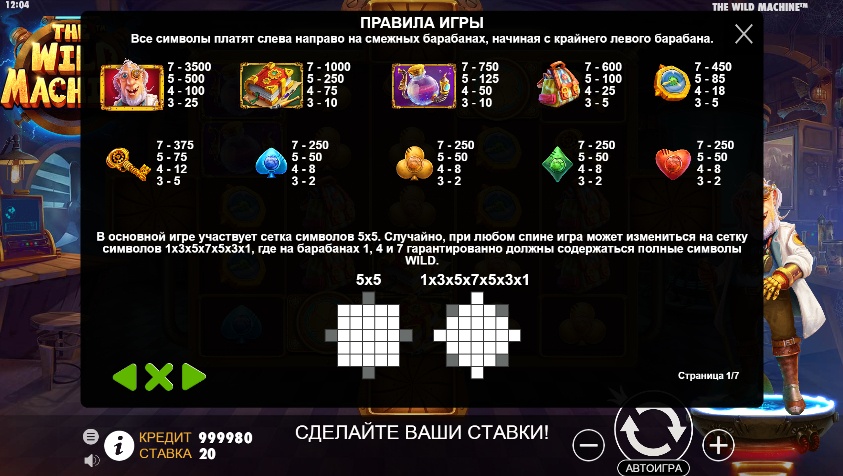 12:04
THE WILD MACHINE™
THE
WILD
MACH
ПРАВИЛА ИГРЫ
Все символы платят слева направо на смежных барабанах, начиная с крайнего левого барабана.
7 - 3500
5 - 500
4 - 100
3 - 25
7 - 1000
5 - 250
4 - 75
3 - 10
7 - 750
5 - 125
4 - 50
3 - 10
7 - 600
5 - 100
4 - 25
3 - 5
7 - 450
5 - 85
4 - 18
3 - 5
7 - 375
5 - 75
4 - 12
3 - 5
7 - 250
5 - 50
4 - 8
3 - 2
7 - 250
5 - 50
4 - 8
3 - 2
7 - 250
5 - 50
4 - 8
3 - 2
7 - 250
5 - 50
4 - 8
3 - 2
В основной игре участвует сетка символов 5x5. Случайно, при любом спине игра может измениться на сетку
символов 1x3x5x7x5x3x1, где на барабанах 1, 4 и 7 гарантированно должны содержаться полные символы
WILD.
5x5
1x3x5x7x5x3x1
Страница 1/7
КРЕДИТ 999980
СТАВКА 20
СДЕЛАЙТЕ ВАШИ СТАВКИ!
АВТОИГРА